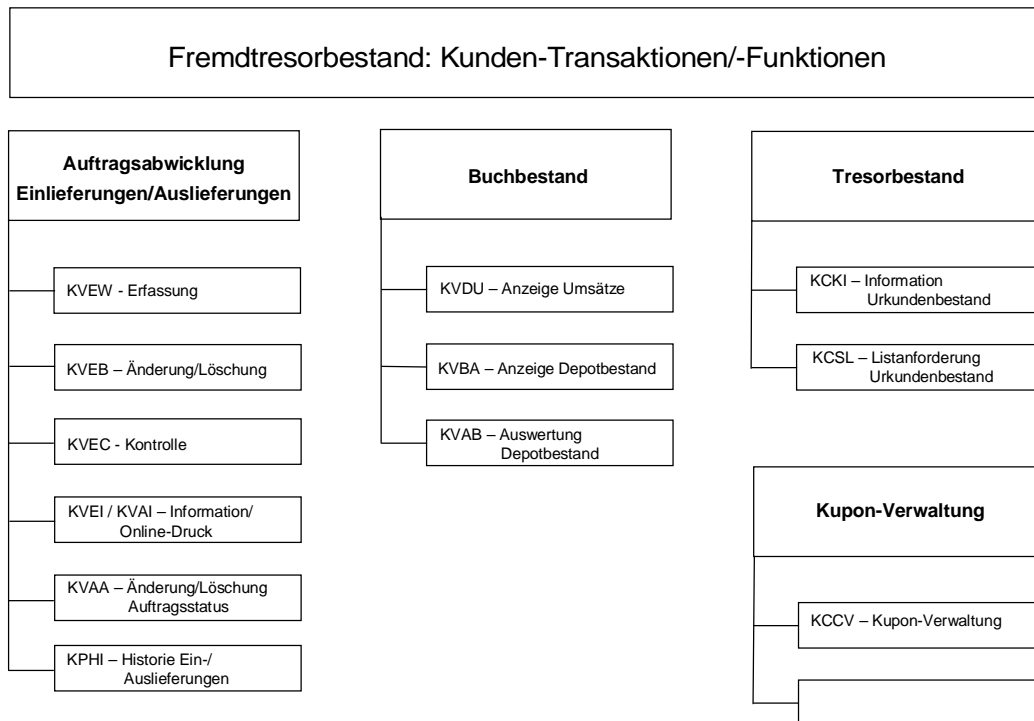 Fremdtresorbestand: Kunden-Transaktionen/-Funktionen
Auftragsabwicklung
Einlieferungen/Auslieferungen
KVEW - Erfassung
KVEB – Änderung/Löschung
KVEC - Kontrolle
KVEI / KVAI – Information/
Online-Druck
KVAA – Änderung/Löschung
Auftragsstatus
KPHI – Historie Ein-/
Auslieferungen
Buchbestand
KVDU – Anzeige Umsätze
KVBA – Anzeige Depotbestand
KVAB – Auswertung
Depotbestand
Tresorbestand
KCKI – Information
Urkundenbestand
KCSL – Listanforderung
Urkundenbestand
Kupon-Verwaltung
KCCV – Kupon-Verwaltung